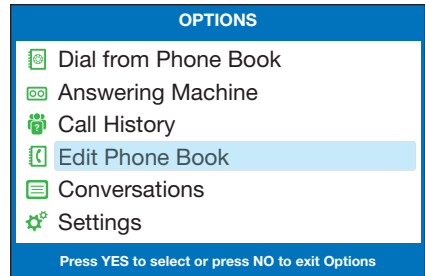 OPTIONS
Dial from Phone Book
Answering Machine
Call History
Edit Phone Book
Conversations
Settings
Press YES to select or press NO to exit Options